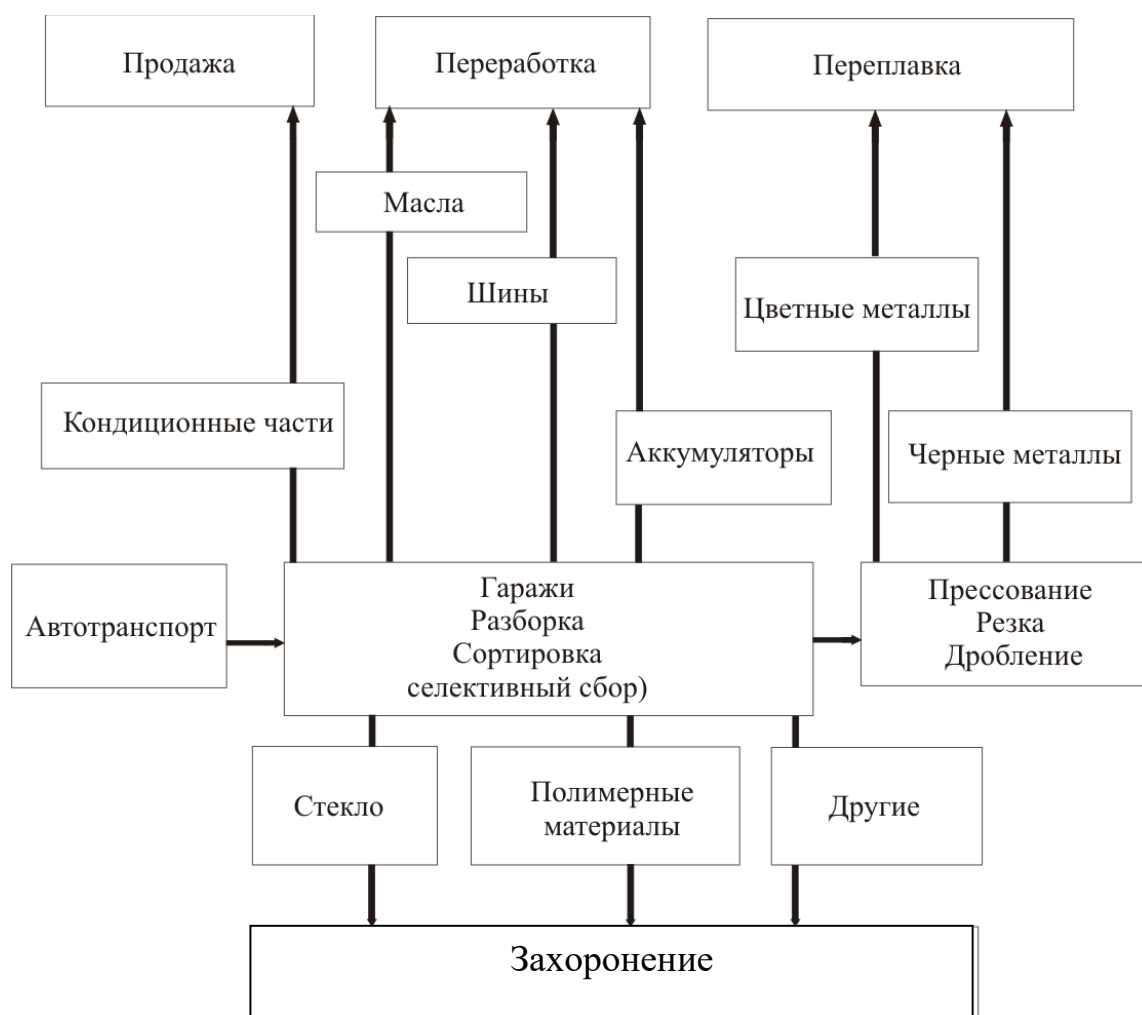 Продажа
Переработка
Переплавка
Масла
Шины
Цветные металлы
Кондиционные части
Аккумуляторы
Черные металлы
Автотранспорт
Гаражи
Разборка
Сортировка
селективный сбор)
Прессование
Резка
Дробление
Стекло
Полимерные
материалы
Другие
Захоронение